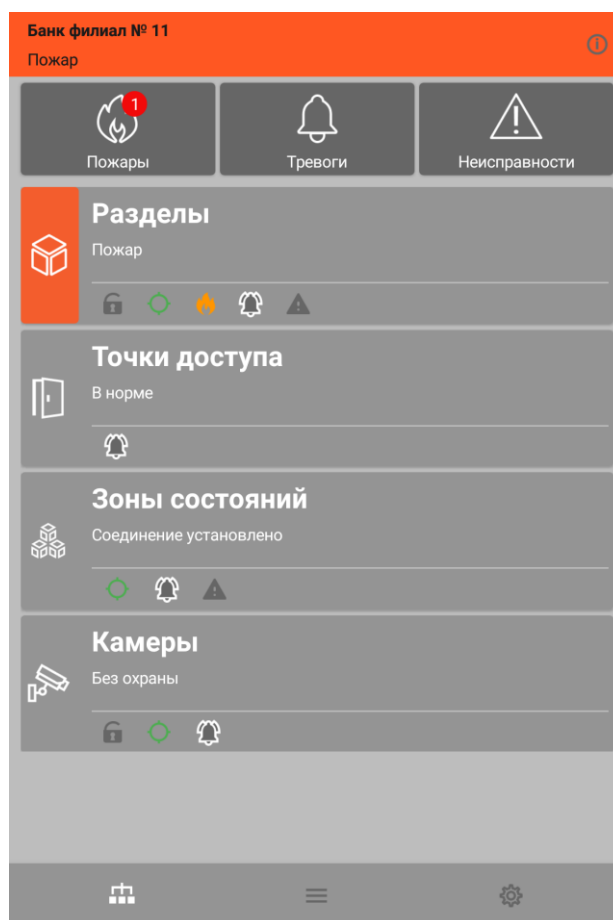 Банк филиал № 11
Пожар
1
Пожары
Тревоги
Неисправности
Разделы
Пожар
Точки доступа
В норме
Зоны состояний
Соединение установлено
Камеры
Без охраны